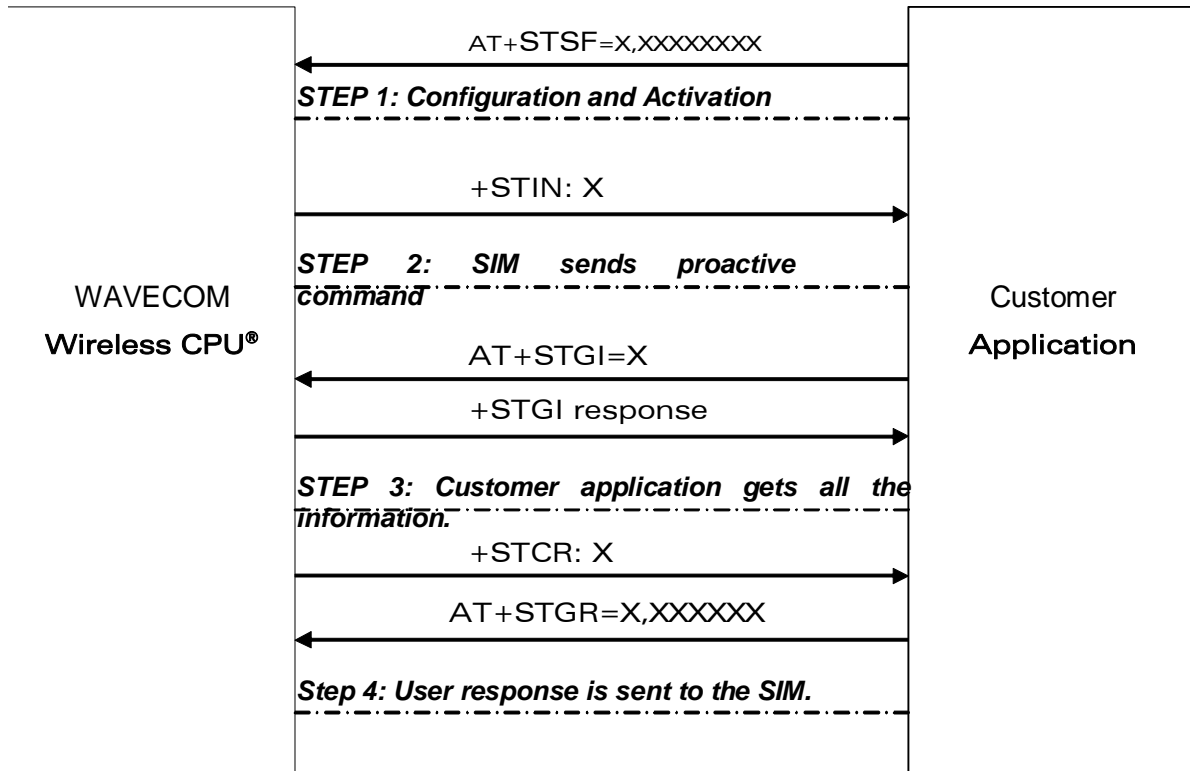 AT+STSF=X,XXXXXXXX
STEP 1: Configuration and Activation
+STIN: X
STEP 2: SIM sends proactive
command
WAVECOM
Wireless CPU®
Customer
Application
AT+STGI=X
+STGI response
STEP 3: Customer application gets all the
information.
+STCR: X
AT+STGR=X,XXXXXX
Step 4: User response is sent to the SIM.